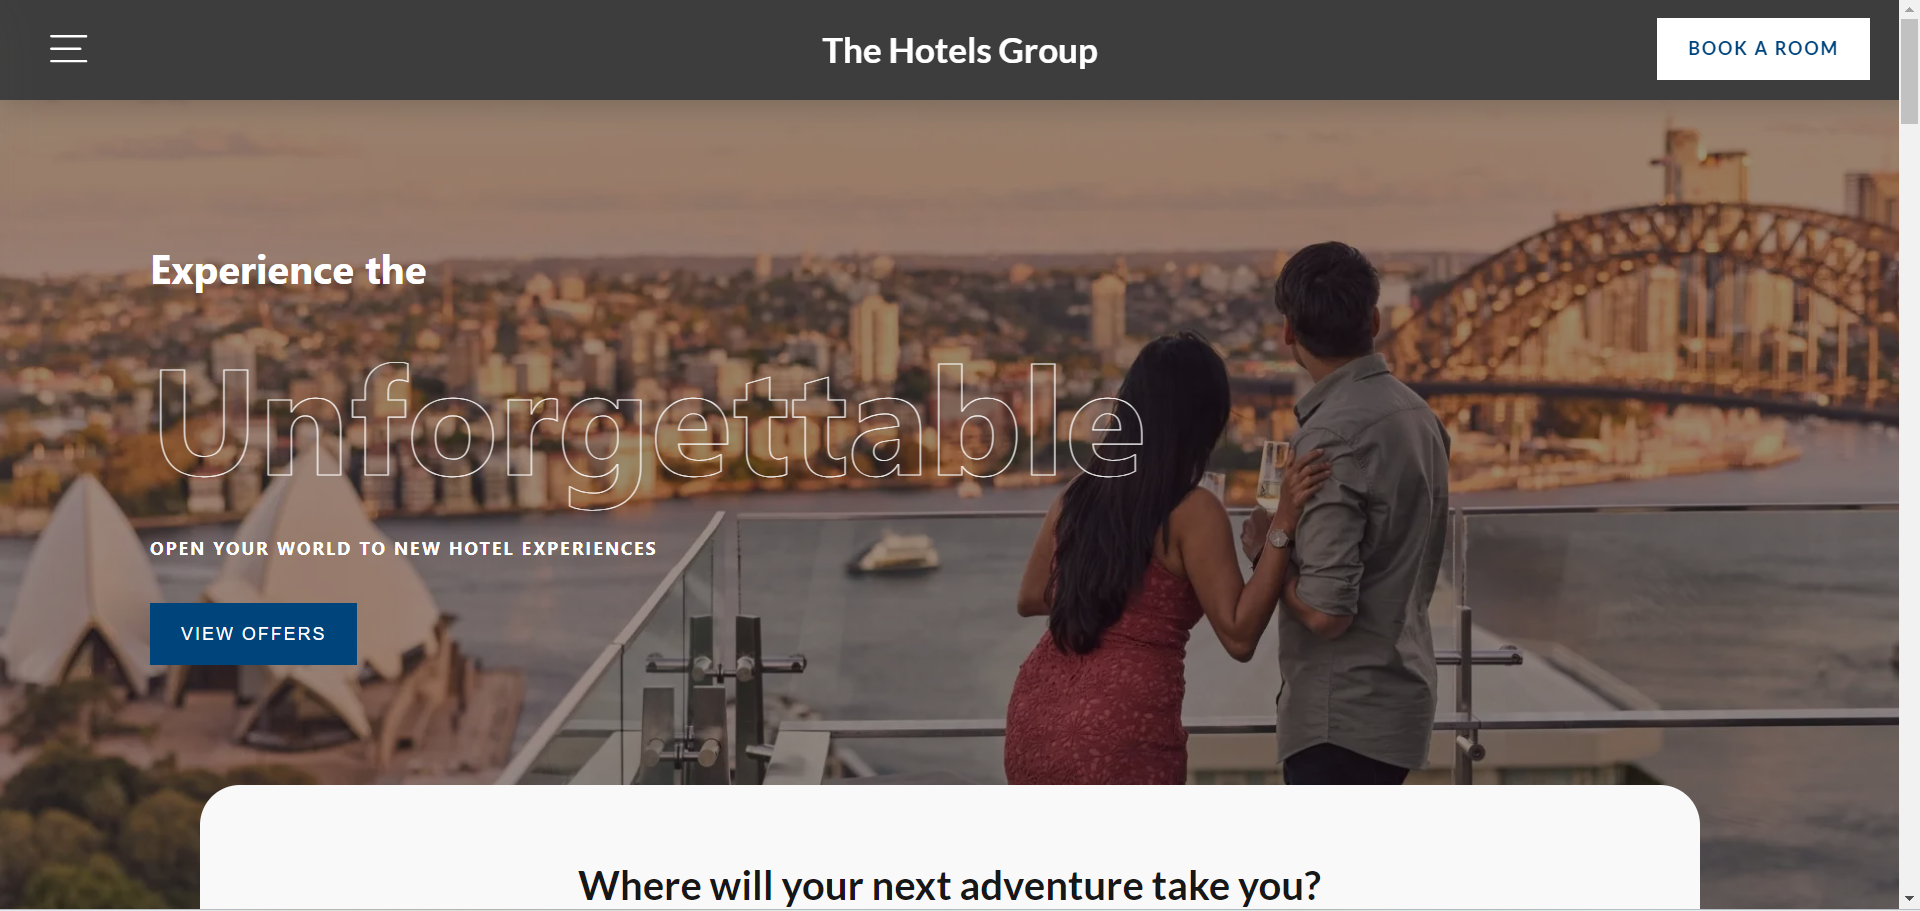 The Hotels Group
BOOK A ROOM
Experience the
Unforgettable
OPEN YOUR WORLD TO NEW HOTEL EXPERIENCES
VIEW OFFERS
Where will your next adventure take you?